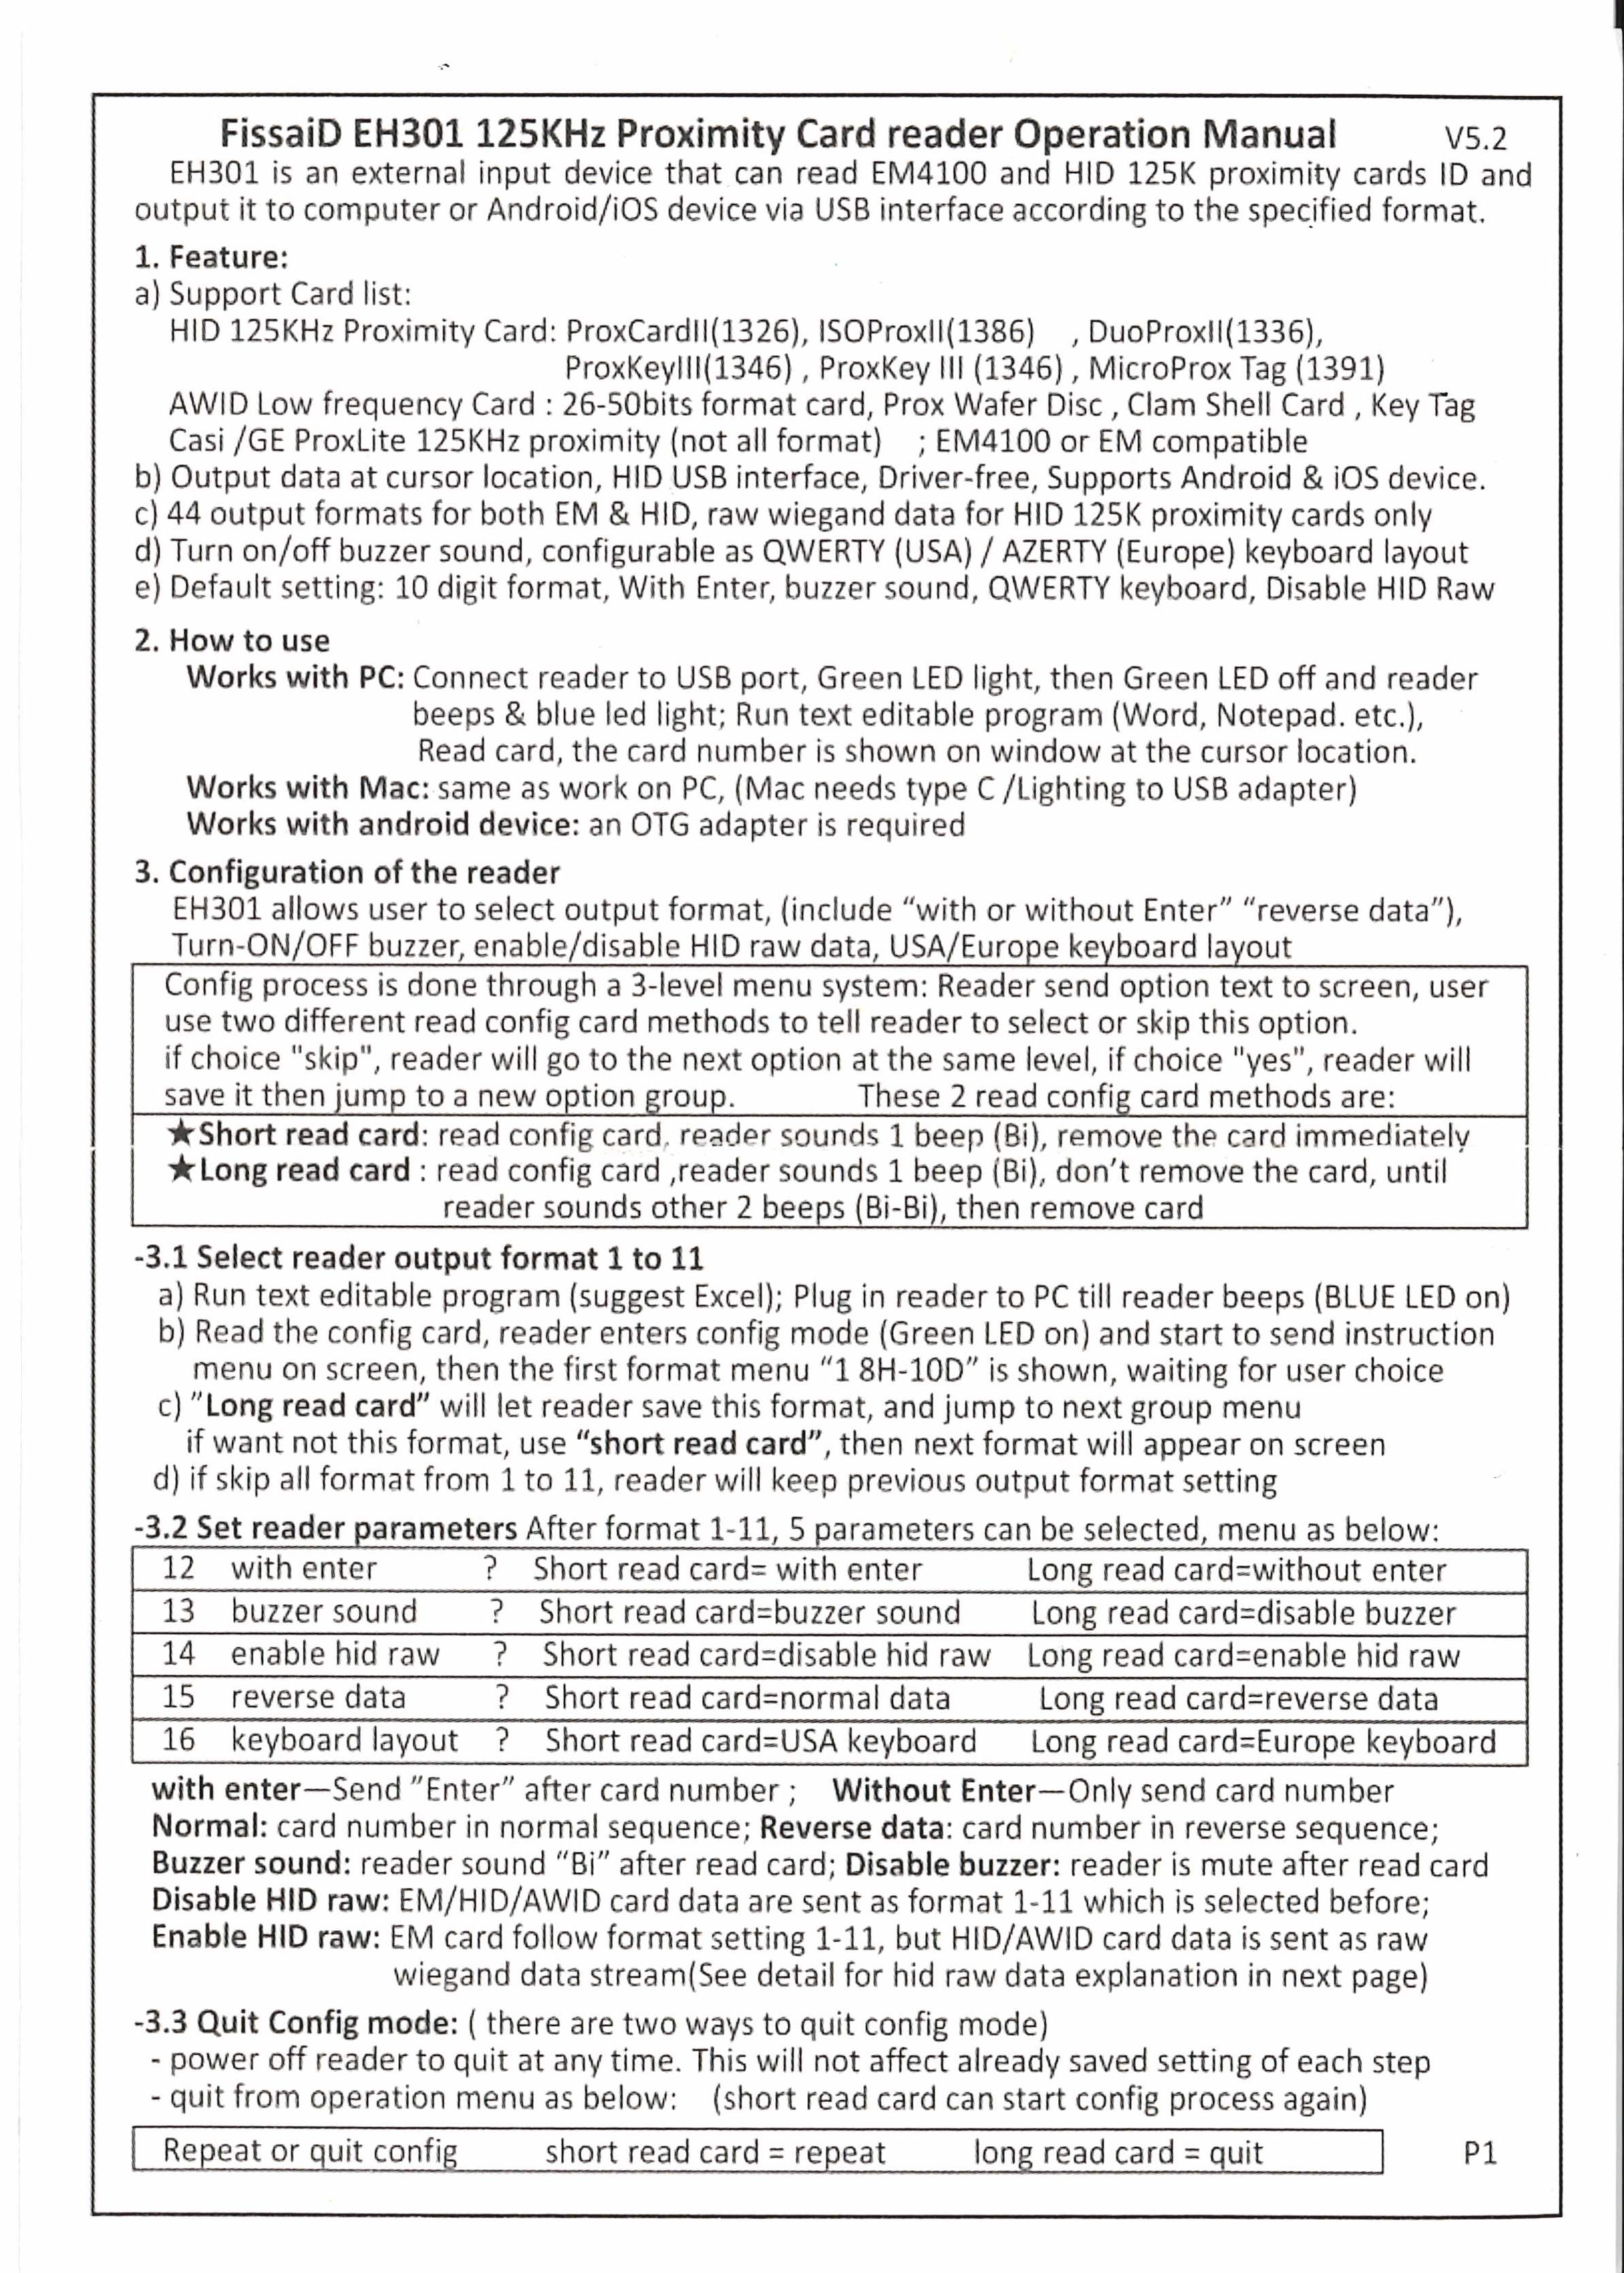 FissaiD EH301 125KHz Proximity Card reader Operation Manual V5.2
EH301 is an external input device that can read EM4100 and HID 125K proximity cards ID and
output it to computer or Android/iOS device via USB interface according to the specified format.
1. Feature:
a) Support Card list:
HID 125KHz Proximity Card: ProxCardII(1326), ISOProxII(1386) , DuoProxII(1336),
ProxKeyIII(1346) , ProxKey III (1346) , MicroProx Tag (1391)
AWID Low frequency Card : 26-50bits format card, Prox Wafer Disc , Clam Shell Card , Key Tag
Casi /GE ProxLite 125KHz proximity (not all format) ; EM4100 or EM compatible
b) Output data at cursor location, HID USB interface, Driver-free, Supports Android & iOS device.
c) 44 output formats for both EM & HID, raw wiegand data for HID 125K proximity cards only
d) Turn on/off buzzer sound, configurable as QWERTY (USA) / AZERTY (Europe) keyboard layout
e) Default setting: 10 digit format, With Enter, buzzer sound, QWERTY keyboard, Disable HID Raw
2. How to use
Works with PC: Connect reader to USB port, Green LED light, then Green LED off and reader
beeps & blue led light; Run text editable program (Word, Notepad. etc.),
Read card, the card number is shown on window at the cursor location.
Works with Mac: same as work on PC, (Mac needs type C /Lighting to USB adapter)
Works with android device: an OTG adapter is required
3. Configuration of the reader
EH301 allows user to select output format, (include “with or without Enter” “reverse data”),
Turn-ON/OFF buzzer, enable/disable HID raw data, USA/Europe keyboard layout
Config process is done through a 3-level menu system: Reader send option text to screen, user
use two different read config card methods to tell reader to select or skip this option.
if choice "skip", reader will go to the next option at the same level, if choice "yes", reader will
save it then jump to a new option group. These 2 read config card methods are:
★Short read card: read config card, reader sounds 1 beep (Bi), remove the card immediately
★Long read card : read config card ,reader sounds 1 beep (Bi), don’t remove the card, until
reader sounds other 2 beeps (Bi-Bi), then remove card
-3.1 Select reader output format 1 to 11
a) Run text editable program (suggest Excel); Plug in reader to PC till reader beeps (BLUE LED on)
b) Read the config card, reader enters config mode (Green LED on) and start to send instruction
menu on screen, then the first format menu “1 8H-10D” is shown, waiting for user choice
c) ”Long read card” will let reader save this format, and jump to next group menu
if want not this format, use “short read card”, then next format will appear on screen
d) if skip all format from 1 to 11, reader will keep previous output format setting
-3.2 Set reader parameters After format 1-11, 5 parameters can be selected, menu as below:
12 with enter ? Short read card= with enter Long read card=without enter
13 buzzer sound ? Short read card=buzzer sound Long read card=disable buzzer
14 enable hid raw ? Short read card=disable hid raw Long read card=enable hid raw
15 reverse data ? Short read card=normal data Long read card=reverse data
16 keyboard layout ? Short read card=USA keyboard Long read card=Europe keyboard
with enter—Send ”Enter” after card number ; Without Enter—Only send card number
Normal: card number in normal sequence; Reverse data: card number in reverse sequence;
Buzzer sound: reader sound “Bi” after read card; Disable buzzer: reader is mute after read card
Disable HID raw: EM/HID/AWID card data are sent as format 1-11 which is selected before;
Enable HID raw: EM card follow format setting 1-11, but HID/AWID card data is sent as raw
wiegand data stream(See detail for hid raw data explanation in next page)
-3.3 Quit Config mode: ( there are two ways to quit config mode)
- power off reader to quit at any time. This will not affect already saved setting of each step
- quit from operation menu as below: (short read card can start config process again)
Repeat or quit config short read card = repeat long read card = quit P1